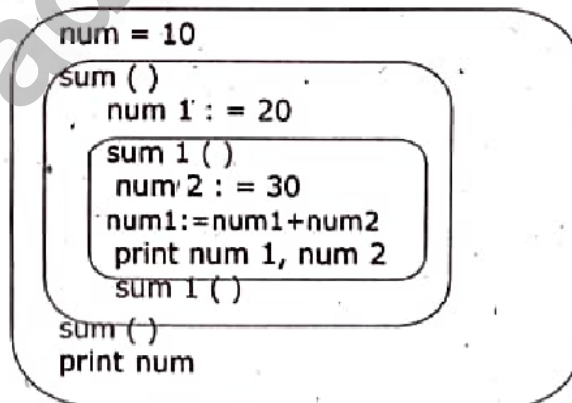 num = 10
sum ( )
num 1 : = 20
sum 1 ( )
num 2 : = 30
num1:=num1+num2
print num 1, num 2
sum 1 ( )
sum ( )
print num